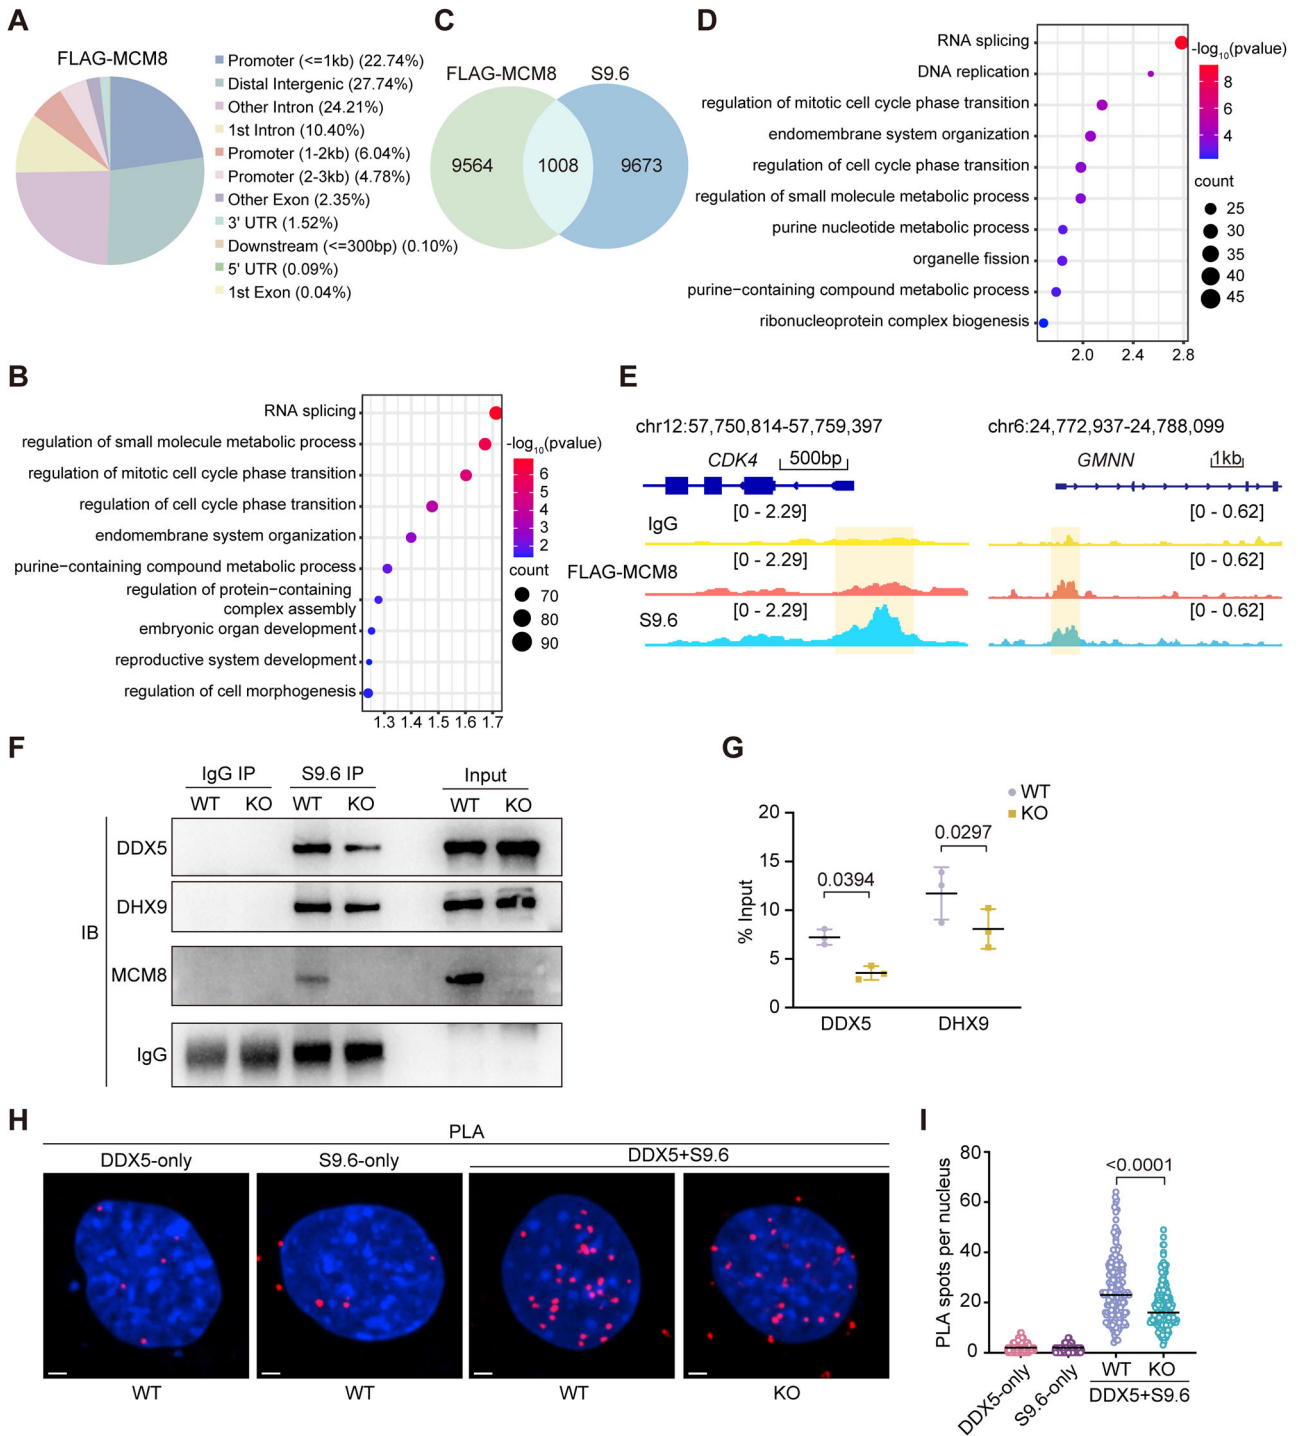 A
FLAG-MCM8
Promoter (<=1kb) (22.74%)
Distal Intergenic (27.74%)
Other Intron (24.21%)
1st Intron (10.40%)
Promoter (1-2kb) (6.04%)
Promoter (2-3kb) (4.78%)
Other Exon (2.35%)
3' UTR (1.52%)
Downstream (<=300bp) (0.10%)
5' UTR (0.09%)
1st Exon (0.04%)
C
FLAG-MCM8 S9.6
9564 1008 9673
D
RNA splicing
DNA replication
regulation of mitotic cell cycle phase transition
endomembrane system organization
regulation of cell cycle phase transition
regulation of small molecule metabolic process
purine nucleotide metabolic process
organelle fission
purine−containing compound metabolic process
ribonucleoprotein complex biogenesis
2.0 2.4 2.8
-log10(pvalue)
8
6
4
count
25
30
35
40
45
B
RNA splicing
regulation of small molecule metabolic process
regulation of mitotic cell cycle phase transition
regulation of cell cycle phase transition
endomembrane system organization
purine−containing compound metabolic process
regulation of protein−containing
complex assembly
embryonic organ development
reproductive system development
regulation of cell morphogenesis
1.3 1.4 1.5 1.6 1.7
-log10(pvalue)
6
5
4
3
2
count
70
80
90
E
chr12:57,750,814-57,759,397 chr6:24,772,937-24,788,099
CDK4 500bp GMNN 1kb
[0 - 2.29] [0 - 0.62]
IgG
[0 - 2.29] [0 - 0.62]
FLAG-MCM8
[0 - 2.29] [0 - 0.62]
S9.6
F
IgG IP S9.6 IP Input
WT KO WT KO WT KO
IB
DDX5
DHX9
MCM8
IgG
G
WT
KO
% Input
20
15
10
5
0
0.0394
0.0297
DDX5 DHX9
H
PLA
DDX5-only S9.6-only DDX5+S9.6
WT WT WT KO
I
PLA spots per nucleus
80
60
40
20
0
<0.0001
DDX5-only S9.6-only WT KO
DDX5+S9.6